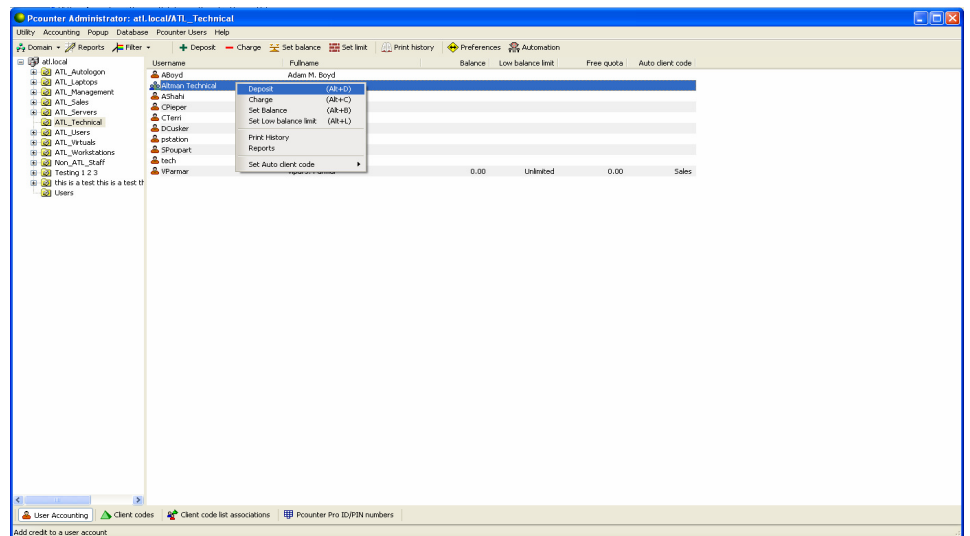 Pcounter Administrator: atl.local/ATL_Technical
Utility Accounting Popup Database Pcounter Users Help
Domain Reports Filter Deposit Charge Set balance Set limit Print history Preferences Automation
atl.local
ATL_Autologon
ATL_Laptops
ATL_Management
ATL_Sales
ATL_Servers
ATL_Technical
ATL_Users
ATL_Virtuals
ATL_Workstations
Non_ATL_Staff
Testing 1 2 3
this is a test this is a test th
Users
Username Fullname Balance Low balance limit Free quota Auto client code
ABoyd Adam M. Boyd
Altman Technical
AShahi
CPieper
CTerri
DCusker
pstation
SPoupart
tech
VParmar 0.00 Unlimited 0.00 Sales
Deposit (Alt+D)
Charge (Alt+C)
Set Balance (Alt+B)
Set Low balance limit (Alt+L)
Print History
Reports
Set Auto client code
User Accounting Client codes Client code list associations Pcounter Pro ID/PIN numbers
Add credit to a user account